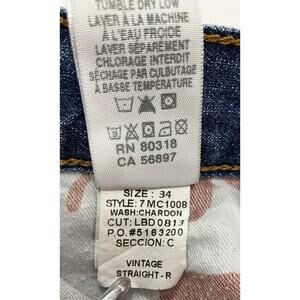 TUMBLE DRY LOW
LAVER À LA MACHINE
À L'EAU FROIDE
LAVER SÉPARÉMENT
CHLORAGE INTERDIT
SÉCHAGE PAR CULBUTAGE
À BASSE TEMPÉRATURE
RN 80318
CA 56897
SIZE: 34
STYLE: 7MC1008
WASH: CHARDON
CUT: LBD0813
P.O.#5163200
SECCION: C
VINTAGE
STRAIGHT-R